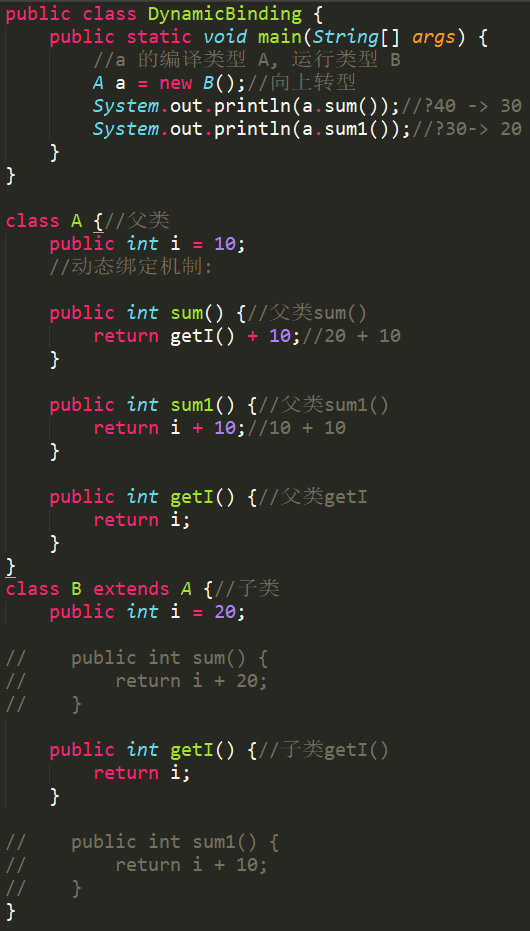 public class DynamicBinding {
    public static void main(String[] args) {
        //a 的编译类型 A, 运行类型 B
        A a = new B();//向上转型
        System.out.println(a.sum());//?40 -> 30
        System.out.println(a.sum1());//?30-> 20
    }
}

class A {//父类
    public int i = 10;
    //动态绑定机制:

    public int sum() {//父类sum()
        return getI() + 10;//20 + 10
    }

    public int sum1() {//父类sum1()
        return i + 10;//10 + 10
    }

    public int getI() {//父类getI
        return i;
    }
}
class B extends A {//子类
    public int i = 20;

//    public int sum() {
//        return i + 20;
//    }

    public int getI() {//子类getI()
        return i;
    }

//    public int sum1() {
//        return i + 10;
//    }
}